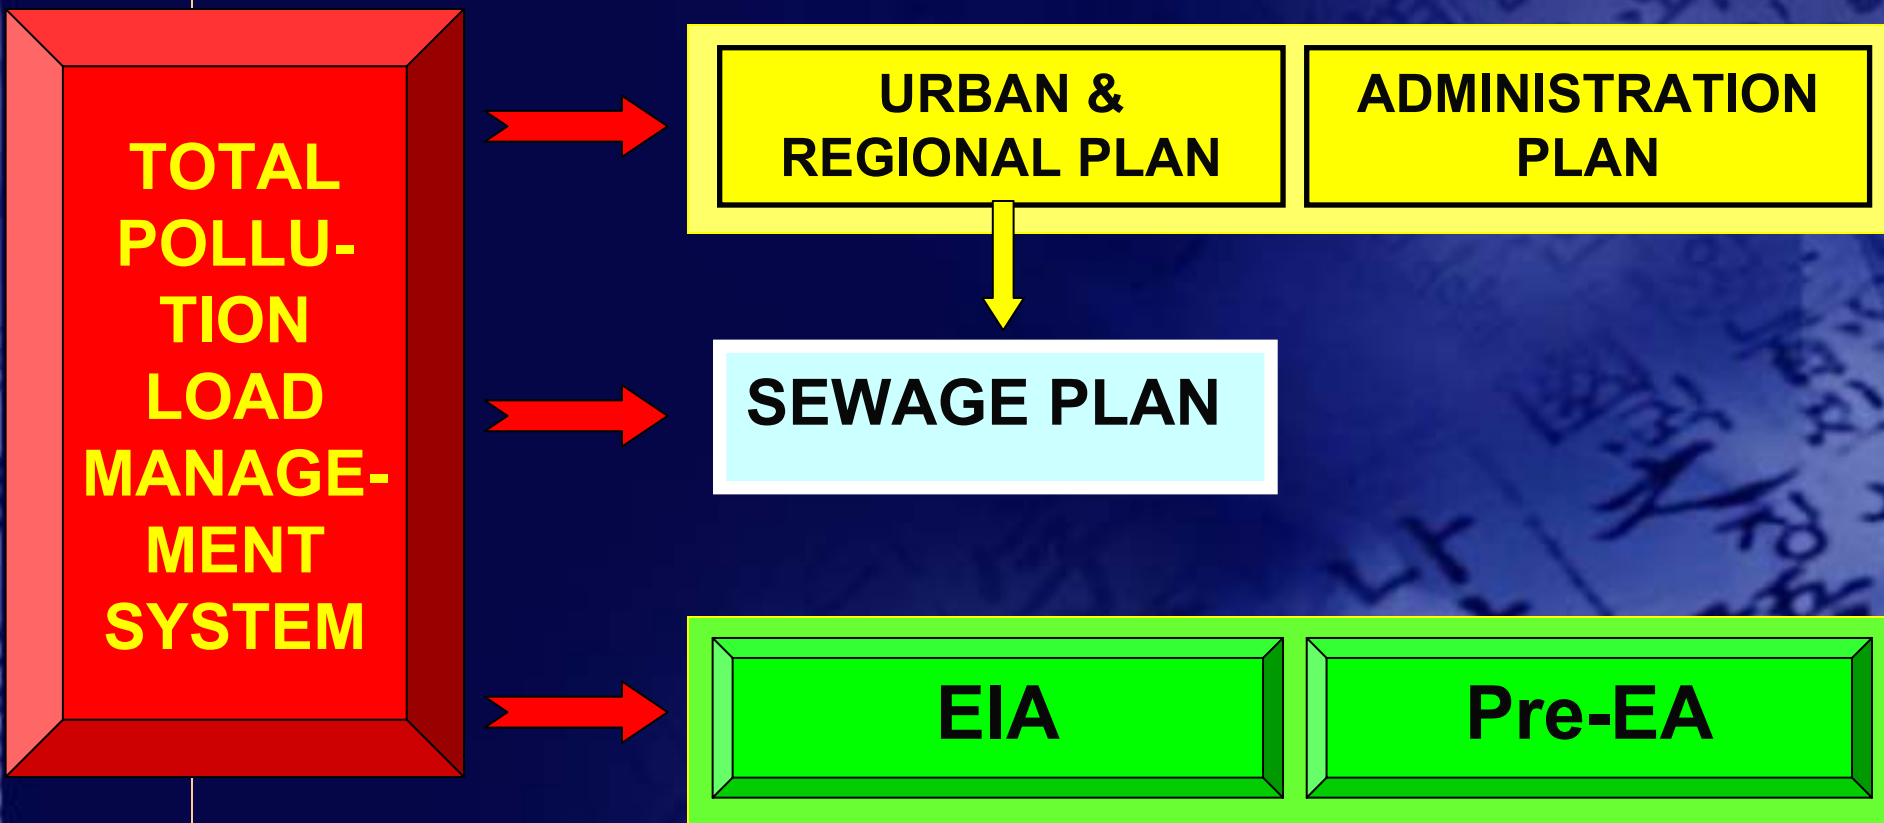 TOTAL
POLLU-
TION
LOAD
MANAGE-
MENT
SYSTEM
URBAN &
REGIONAL PLAN
ADMINISTRATION
PLAN
SEWAGE PLAN
EIA
Pre-EA